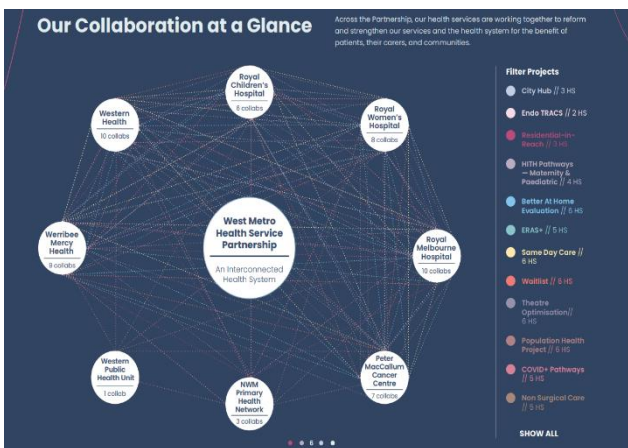 Our Collaboration at a Glance
Across the Partnership, our health services are working together to reform
and strengthen our services and the health system for the benefit of
patients, their carers, and communities.
Royal
Children's
Hospital
6 collabs
Western
Health
10 collabs
Royal
Women's
Hospital
8 collabs
West Metro
Health Service
Partnership
An Interconnected
Health System
Werribee
Mercy
Health
9 collabs
Royal
Melbourne
Hospital
10 collabs
Western
Public
Health Unit
1 collab
NWM
Primary
Health
Network
3 collabs
Peter
MacCallum
Cancer
Centre
7 collabs
Filter Projects
City Hub // 3 HS
Endo TRACS // 2 HS
Residential-in-
Reach // 3 HS
HITH Pathways
— Maternity &
Paediatric // 4 HS
Better At Home
Evaluation // 6 HS
ERAS+ // 5 HS
Same Day Care //
6 HS
Waitlist // 6 HS
Theatre
Optimisation//
6 HS
Population Health
Project // 6 HS
COVID+ Pathways
// 5 HS
Non Surgical Care
// 5 HS
SHOW ALL